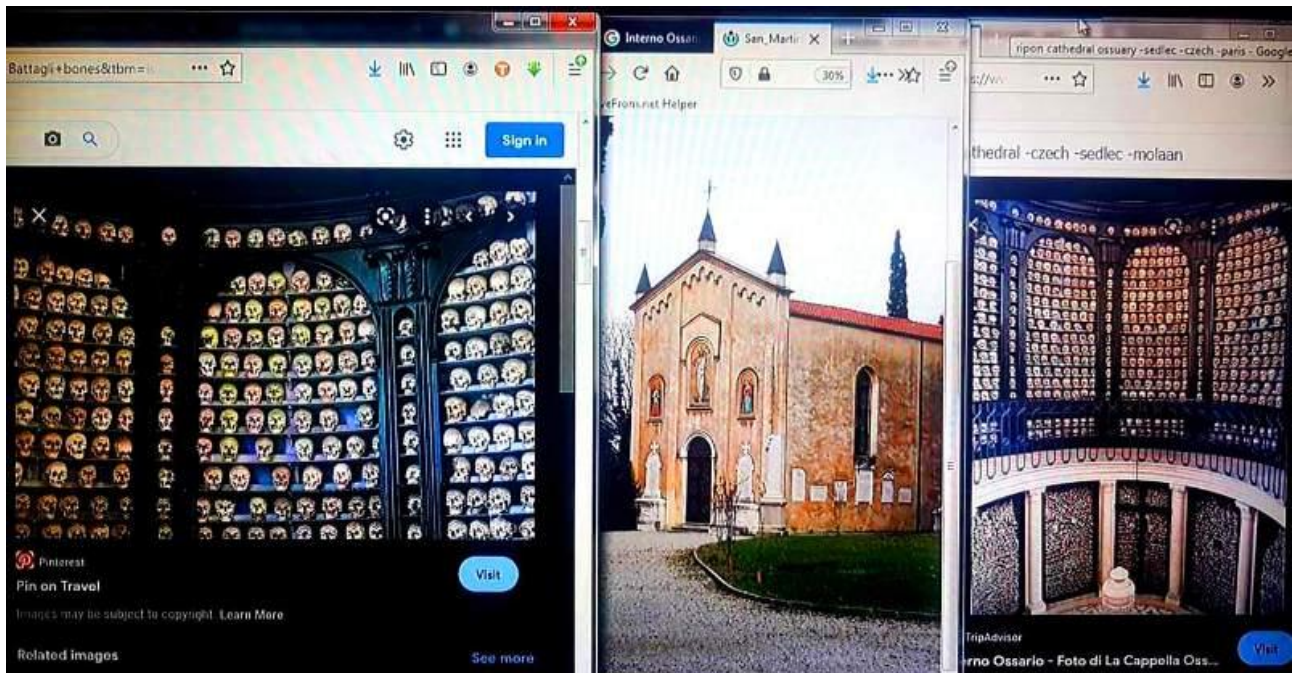 Battagli+bones&tbm=
Sign in
Pinterest
Pin on Travel
Visit
Images may be subject to copyright. Learn More
Related images
See more
Interno Ossar
San_Martin
30%
veFrom.net Helper
ripon cathedral ossuary -sedlec -czech -paris - Google
s://w
thedral -czech -sedlec -molaan
TripAdvisor
Visit
rno Ossario - Foto di La Cappella Oss...